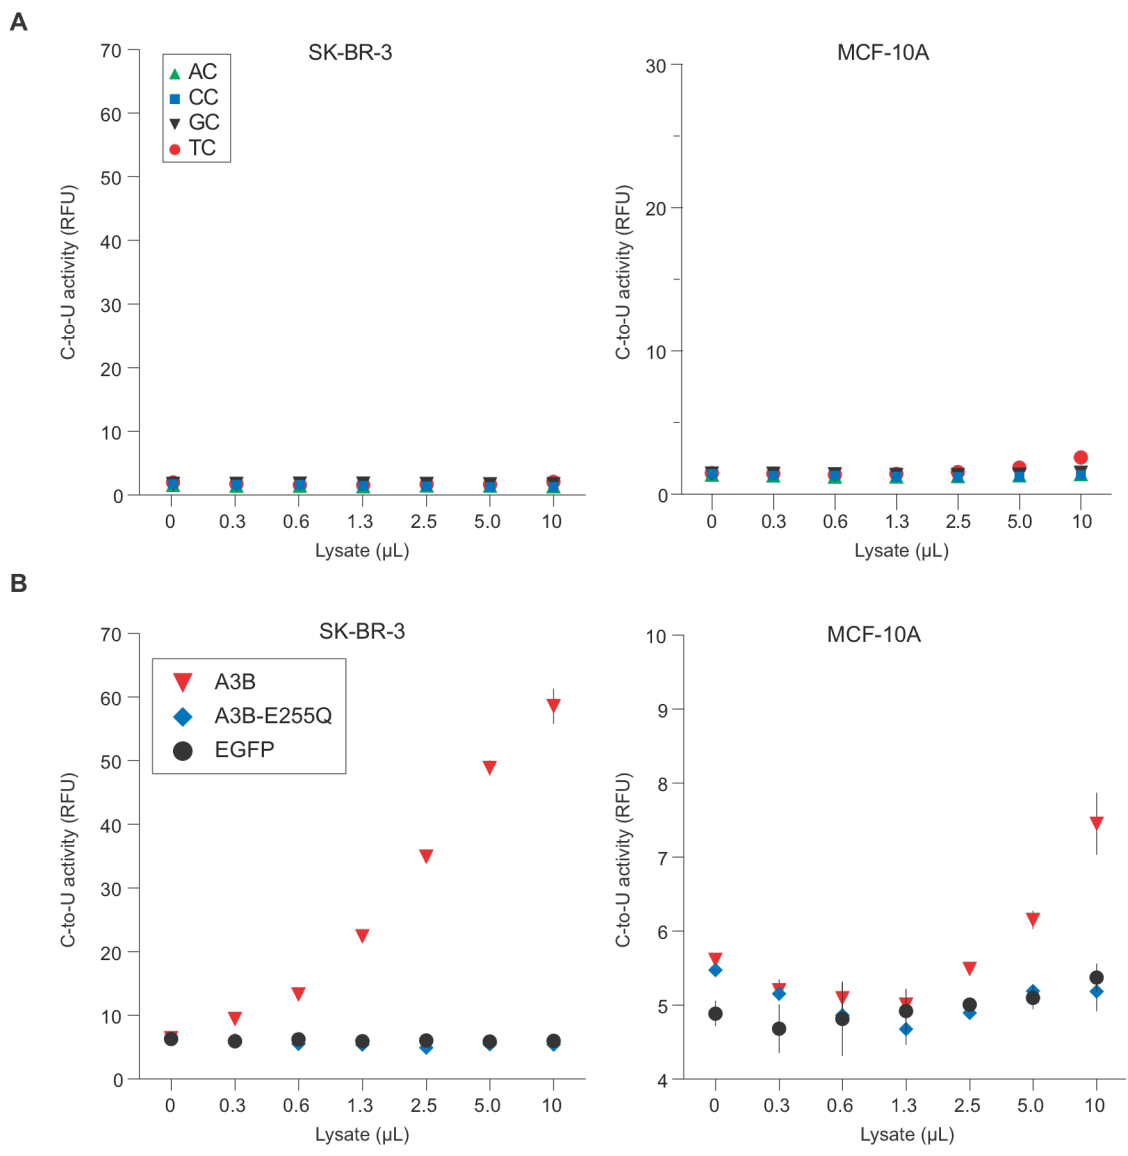 A
SK-BR-3
AC
CC
GC
TC
70
60
50
40
30
20
10
0
C-to-U activity (RFU)
0 0.3 0.6 1.3 2.5 5.0 10
Lysate (µL)
MCF-10A
30
20
10
0
C-to-U activity (RFU)
0 0.3 0.6 1.3 2.5 5.0 10
Lysate (µL)
B
SK-BR-3
A3B
A3B-E255Q
EGFP
70
60
50
40
30
20
10
0
C-to-U activity (RFU)
0 0.3 0.6 1.3 2.5 5.0 10
Lysate (µL)
MCF-10A
10
9
8
7
6
5
4
C-to-U activity (RFU)
0 0.3 0.6 1.3 2.5 5.0 10
Lysate (µL)